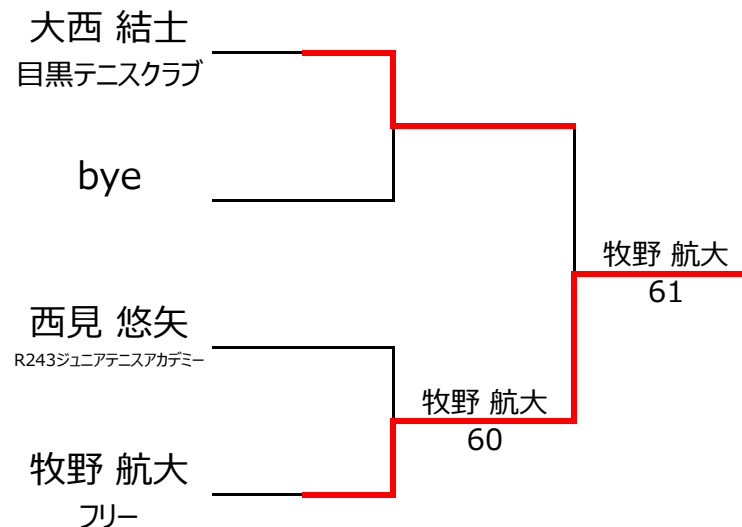 大西 結士
目黒テニスクラブ
bye
牧野 航大
61
西見 悠矢
R243ジュニアテニスアカデミー
牧野 航大
60
牧野 航大
フリー